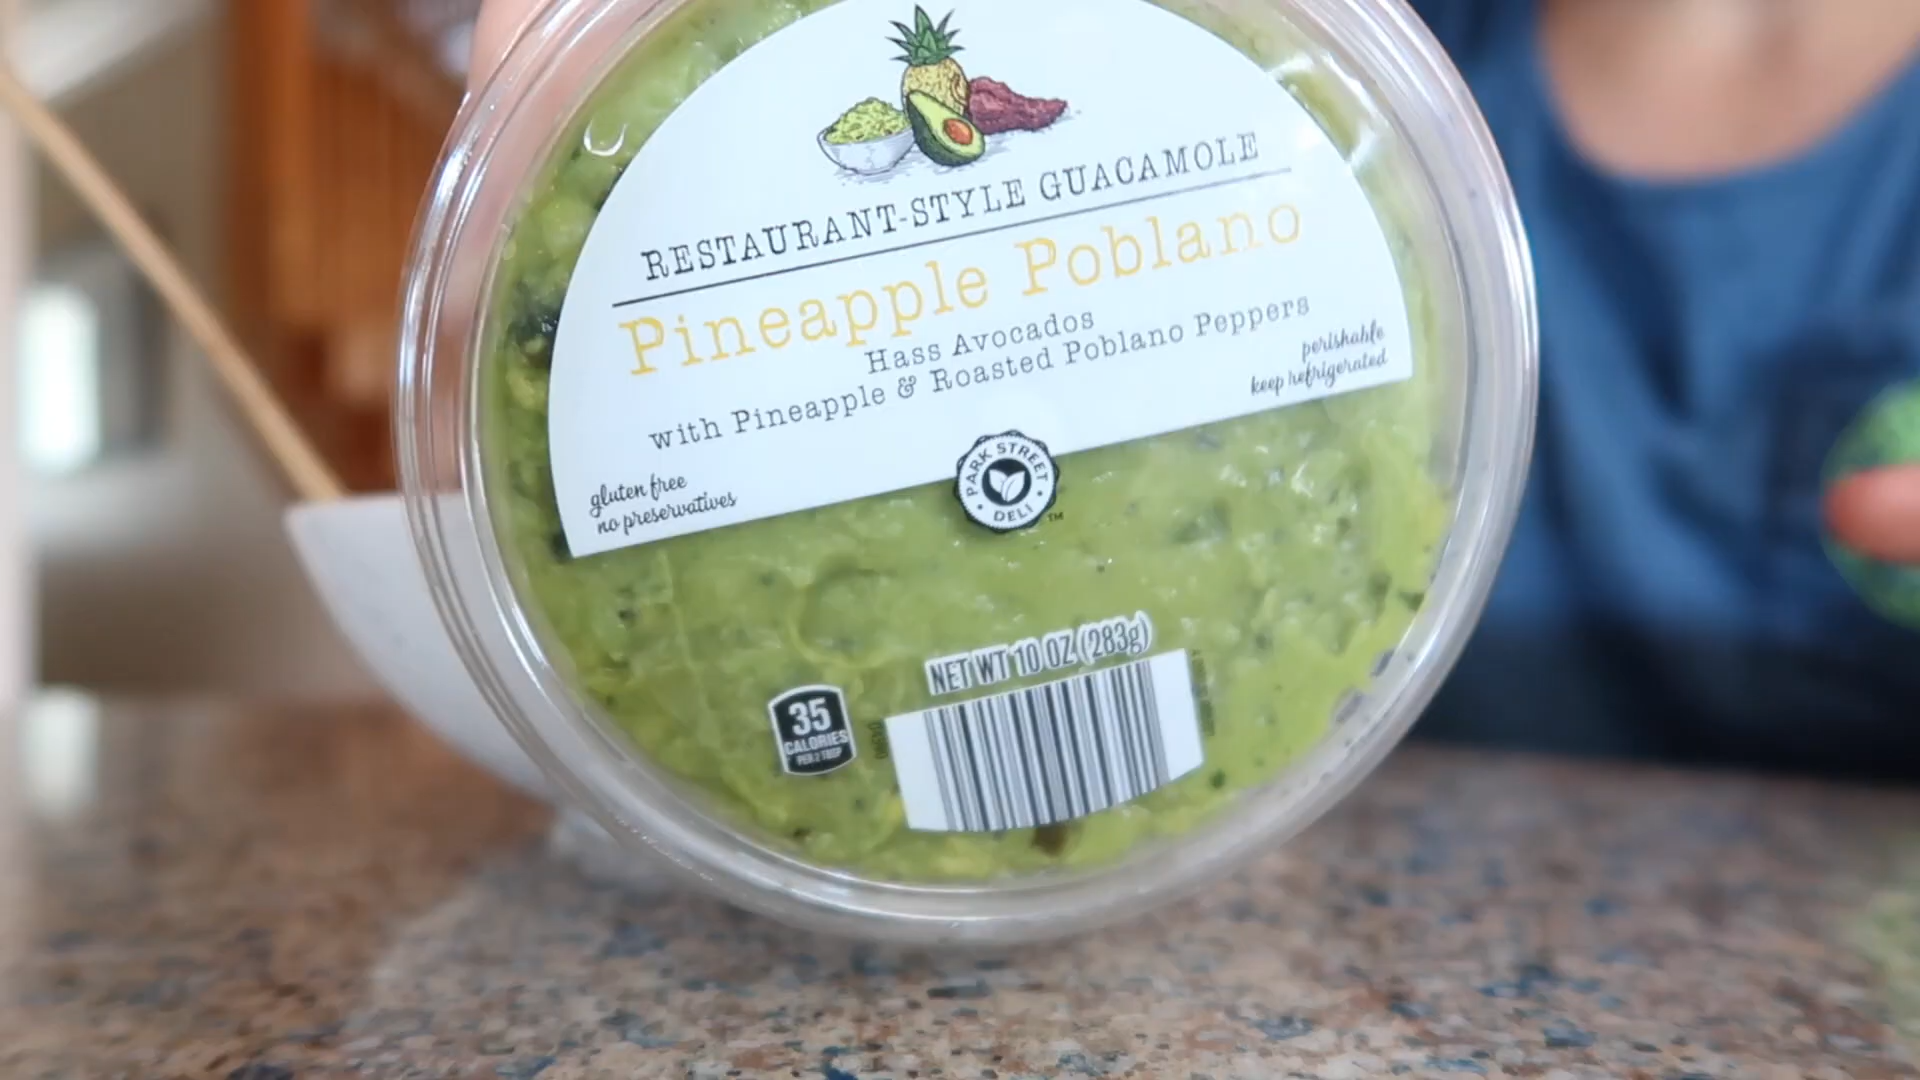 RESTAURANT-STYLE GUACAMOLE
Pineapple Poblano
Hass Avocados
with Pineapple & Roasted Poblano Peppers
perishable
keep refrigerated
gluten free
no preservatives
PARK STREET
DELI
TM
NET WT 10 OZ (283g)
35
CALORIES
PER 2 TBSP